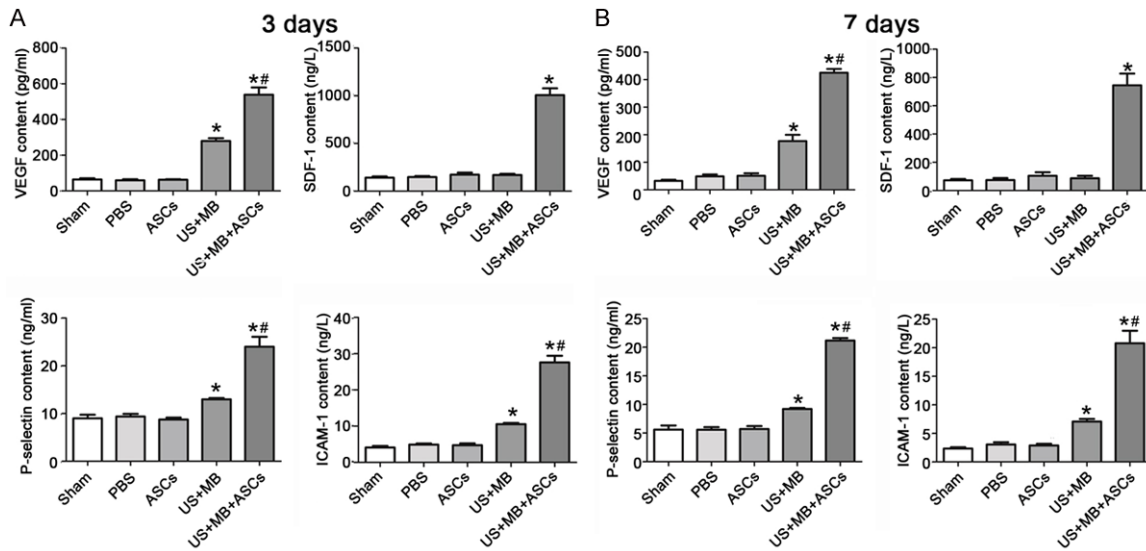 A
3 days
VEGF content (pg/ml)
800
600
400
200
0
*
*#
Sham
PBS
ASCs
US+MB
US+MB+ASCs
SDF-1 content (ng/L)
1500
1000
500
0
*
Sham
PBS
ASCs
US+MB
US+MB+ASCs
P-selectin content (ng/ml)
30
20
10
0
*
*#
Sham
PBS
ASCs
US+MB
US+MB+ASCs
ICAM-1 content (ng/L)
40
30
20
10
0
*
*#
Sham
PBS
ASCs
US+MB
US+MB+ASCs
B
7 days
VEGF content (pg/ml)
500
400
300
200
100
0
*
*#
Sham
PBS
ASCs
US+MB
US+MB+ASCs
SDF-1 content (ng/L)
1000
800
600
400
200
0
*
Sham
PBS
ASCs
US+MB
US+MB+ASCs
P-selectin content (ng/ml)
25
20
15
10
5
0
*
*#
Sham
PBS
ASCs
US+MB
US+MB+ASCs
ICAM-1 content (ng/L)
25
20
15
10
5
0
*
*#
Sham
PBS
ASCs
US+MB
US+MB+ASCs